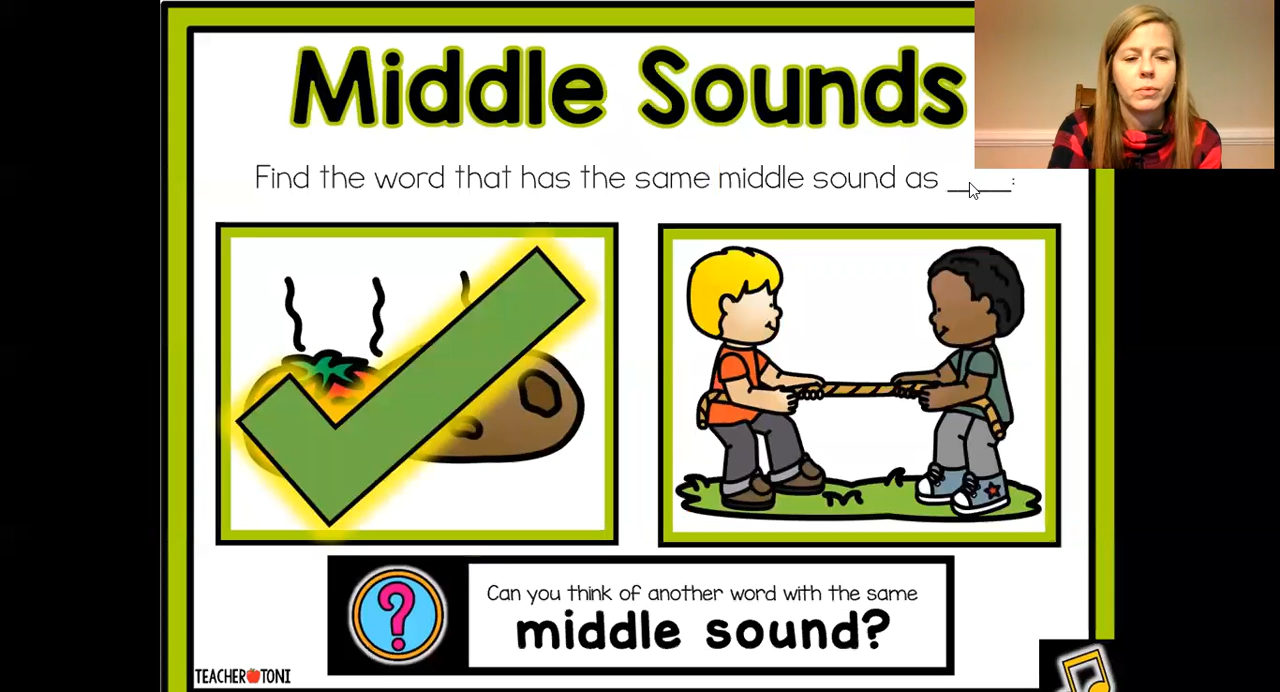 Middle Sounds
Find the word that has the same middle sound as ____:
Can you think of another word with the same
middle sound?
TEACHER TONI